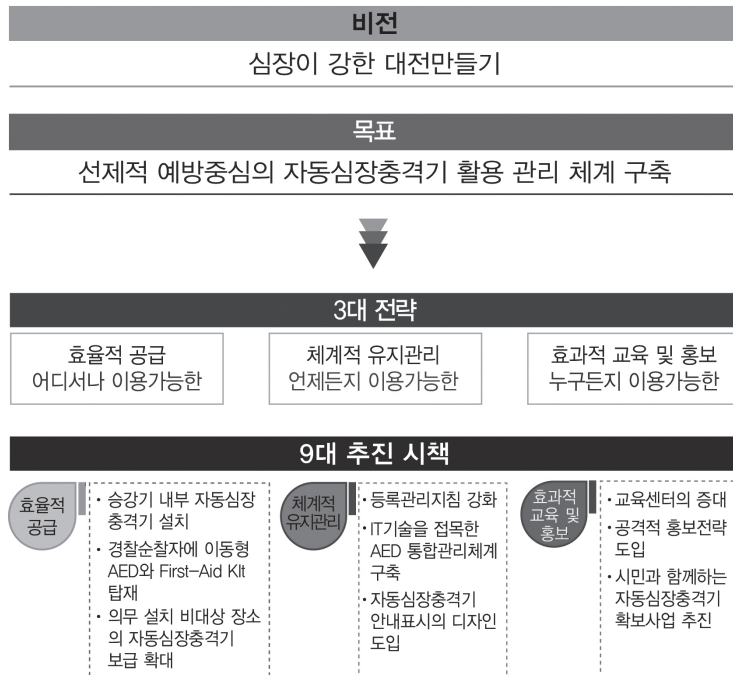 비전
심장이 강한 대전만들기
목표
선제적 예방중심의 자동심장충격기 활용 관리 체계 구축
3대 전략
효율적 공급
어디서나 이용가능한
체계적 유지관리
언제든지 이용가능한
효과적 교육 및 홍보
누구든지 이용가능한
9대 추진 시책
효율적
공급
· 승강기 내부 자동심장
충격기 설치
· 경찰순찰자에 이동형
AED와 First-Aid KIt
탑재
· 의무 설치 비대상 장소
의 자동심장충격기
보급 확대
체계적
유지관리
· 등록관리지침 강화
· IT기술을 접목한
AED 통합관리체계
구축
· 자동심장충격기
안내표시의 디자인
도입
효과적
교육 및
홍보
· 교육센터의 증대
· 공격적 홍보전략
도입
· 시민과 함께하는
자동심장충격기
확보사업 추진